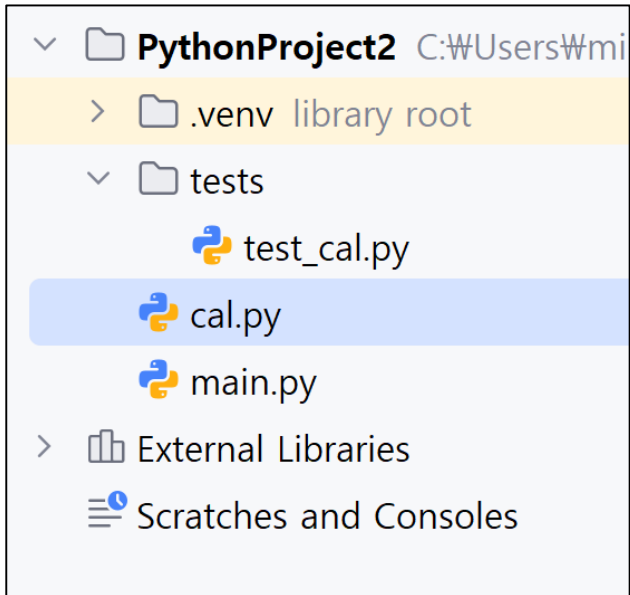 PythonProject2 C:₩Users₩mi
.venv library root
tests
test_cal.py
cal.py
main.py
External Libraries
Scratches and Consoles